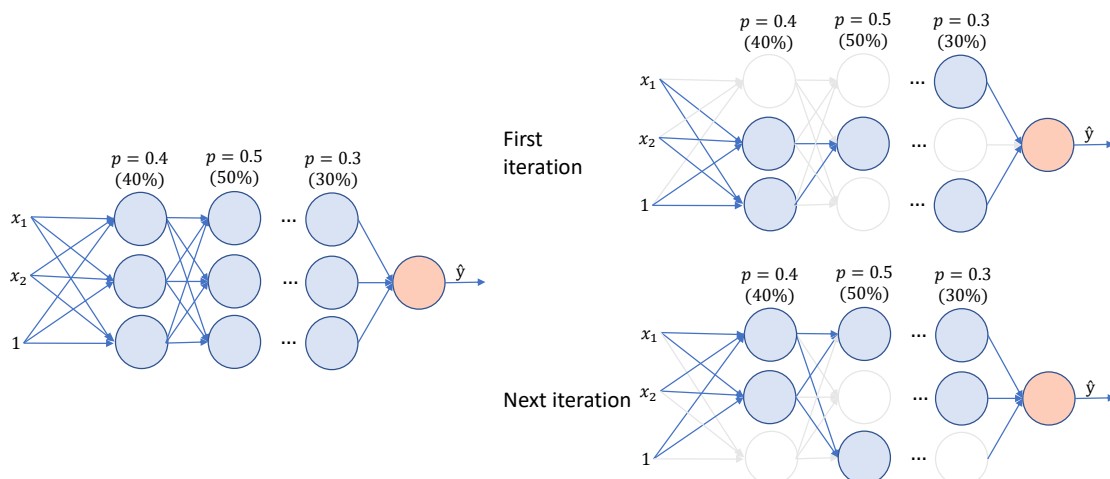 p = 0.4 p = 0.5 p = 0.3
(40%) (50%) (30%)
x₁
x₂
1
...
...
...
ŷ
First
iteration
p = 0.4 p = 0.5 p = 0.3
(40%) (50%) (30%)
x₁
x₂
1
...
...
...
ŷ
Next iteration
p = 0.4 p = 0.5 p = 0.3
(40%) (50%) (30%)
x₁
x₂
1
...
...
...
ŷ